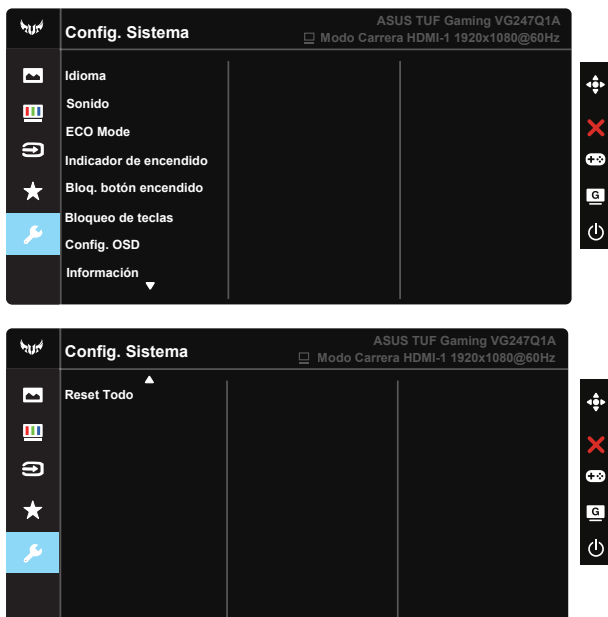 Config. Sistema
ASUS TUF Gaming VG247Q1A
Modo Carrera HDMI-1 1920x1080@60Hz
Idioma
Sonido
ECO Mode
Indicador de encendido
Bloq. botón encendido
Bloqueo de teclas
Config. OSD
Información
G
Config. Sistema
ASUS TUF Gaming VG247Q1A
Modo Carrera HDMI-1 1920x1080@60Hz
Reset Todo
G